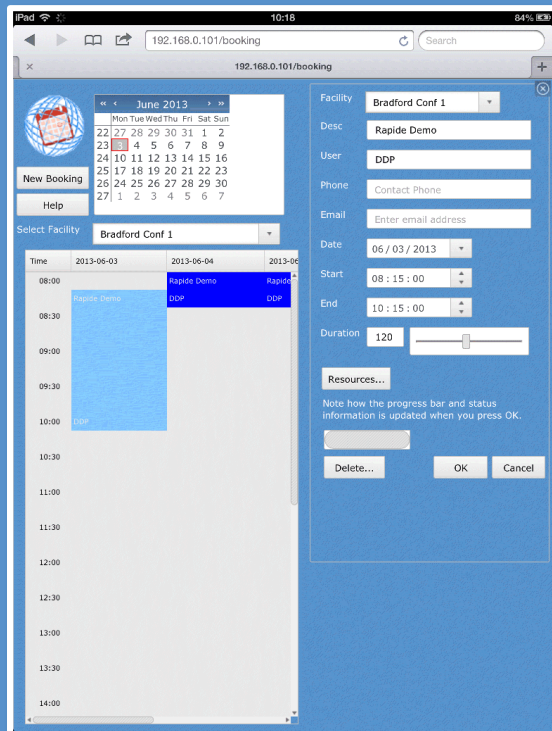 iPad 10:18 84%
192.168.0.101/booking Search
192.168.0.101/booking
« ‹ June 2013 › »
Mon Tue Wed Thu Fri Sat Sun
22 27 28 29 30 31 1 2
23 3 4 5 6 7 8 9
24 10 11 12 13 14 15 16
25 17 18 19 20 21 22 23
26 24 25 26 27 28 29 30
27 1 2 3 4 5 6 7
New Booking
Help
Select Facility Bradford Conf 1
Time 2013-06-03 2013-06-04 2013-06
08:00 Rapide Demo Rapide
Rapide Demo DDP DDP
08:30
09:00
09:30
10:00 DDP
10:30
11:00
11:30
12:00
12:30
13:00
13:30
14:00
Facility Bradford Conf 1
Desc Rapide Demo
User DDP
Phone Contact Phone
Email Enter email address
Date 06 / 03 / 2013
Start 08 : 15 : 00
End 10 : 15 : 00
Duration 120
Resources...
Note how the progress bar and status
information is updated when you press OK.
Delete... OK Cancel